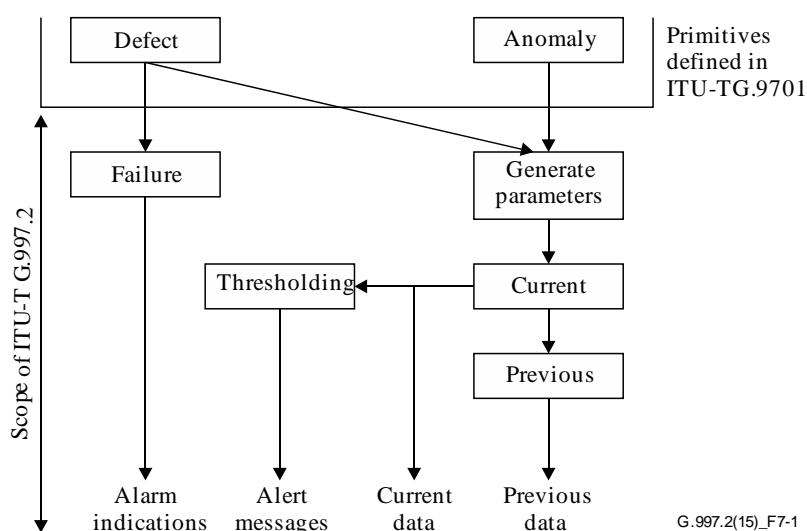 Defect
Anomaly
Primitives
defined in
ITU-TG.9701
Failure
Generate
parameters
Scope of ITU-T G.997.2
Thresholding
Current
Previous
Alarm
indications
Alert
messages
Current
data
Previous
data
G.997.2(15)_F7-1